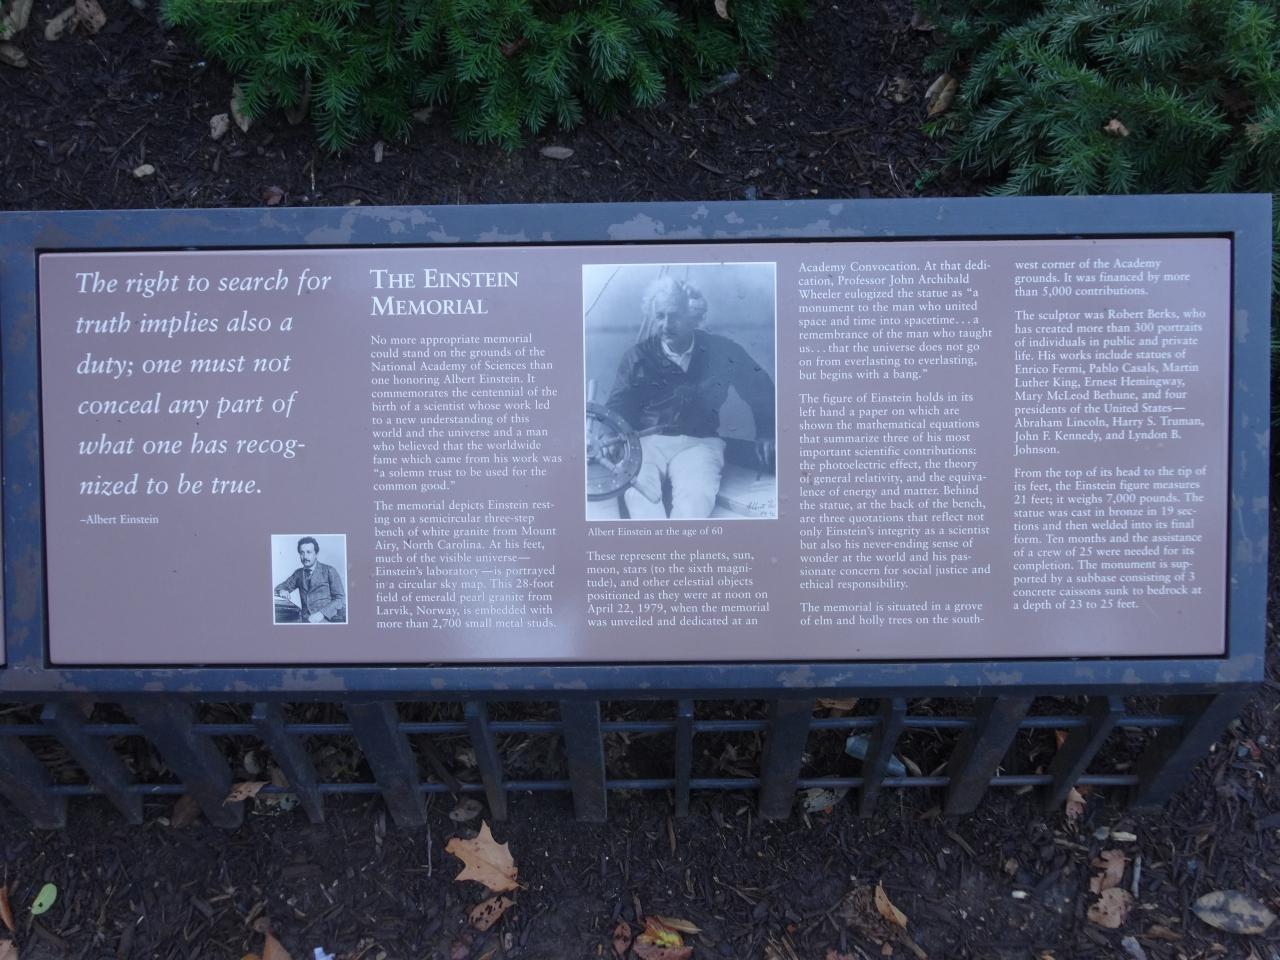 The right to search for
truth implies also a
duty; one must not
conceal any part of
what one has recog-
nized to be true.
–Albert Einstein
THE EINSTEIN
MEMORIAL
No more appropriate memorial
could stand on the grounds of the
National Academy of Sciences than
one honoring Albert Einstein. It
commemorates the centennial of the
birth of a scientist whose work led
to a new understanding of this
world and the universe and a man
who believed that the worldwide
fame which came from his work was
“a solemn trust to be used for the
common good.”
The memorial depicts Einstein rest-
ing on a semicircular three-step
bench of white granite from Mount
Airy, North Carolina. At his feet,
much of the visible universe—
Einstein's laboratory—is portrayed
in a circular sky map. This 28-foot
field of emerald pearl granite from
Larvik, Norway, is embedded with
more than 2,700 small metal studs.
Albert Einstein at the age of 60
These represent the planets, sun,
moon, stars (to the sixth magni-
tude), and other celestial objects
positioned as they were at noon on
April 22, 1979, when the memorial
was unveiled and dedicated at an
Academy Convocation. At that dedi-
cation, Professor John Archibald
Wheeler eulogized the statue as “a
monument to the man who united
space and time into spacetime...a
remembrance of the man who taught
us...that the universe does not go
on from everlasting to everlasting,
but begins with a bang.”
The figure of Einstein holds in its
left hand a paper on which are
shown the mathematical equations
that summarize three of his most
important scientific contributions:
the photoelectric effect, the theory
of general relativity, and the equiva-
lence of energy and matter. Behind
the statue, at the back of the bench,
are three quotations that reflect not
only Einstein's integrity as a scientist
but also his never-ending sense of
wonder at the world and his pas-
sionate concern for social justice and
ethical responsibility.
The memorial is situated in a grove
of elm and holly trees on the south-
west corner of the Academy
grounds. It was financed by more
than 5,000 contributions.
The sculptor was Robert Berks, who
has created more than 300 portraits
of individuals in public and private
life. His works include statues of
Enrico Fermi, Pablo Casals, Martin
Luther King, Ernest Hemingway,
Mary McLeod Bethune, and four
presidents of the United States—
Abraham Lincoln, Harry S. Truman,
John F. Kennedy, and Lyndon B.
Johnson.
From the top of its head to the tip of
its feet, the Einstein figure measures
21 feet; it weighs 7,000 pounds. The
statue was cast in bronze in 19 sec-
tions and then welded into its final
form. Ten months and the assistance
of a crew of 25 were needed for its
completion. The monument is sup-
ported by a subbase consisting of 3
concrete caissons sunk to bedrock at
a depth of 23 to 25 feet.